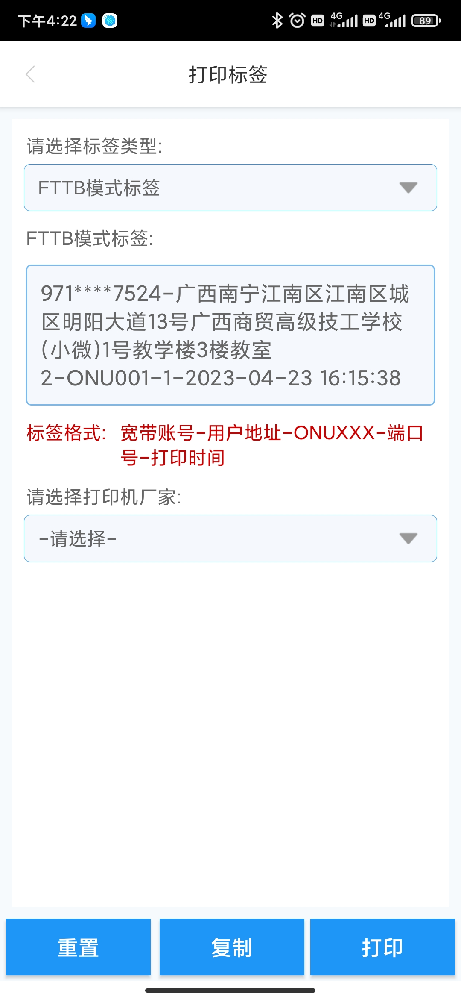 下午4:22 HD 4G HD 4G 89
打印标签
请选择标签类型:
FTTB模式标签
FTTB模式标签:
971****7524-广西南宁江南区江南区城
区明阳大道13号广西商贸高级技工学校
(小微)1号教学楼3楼教室
2-ONU001-1-2023-04-23 16:15:38
标签格式: 宽带账号-用户地址-ONUXXX-端口
号-打印时间
请选择打印机厂家:
-请选择-
重置 复制 打印